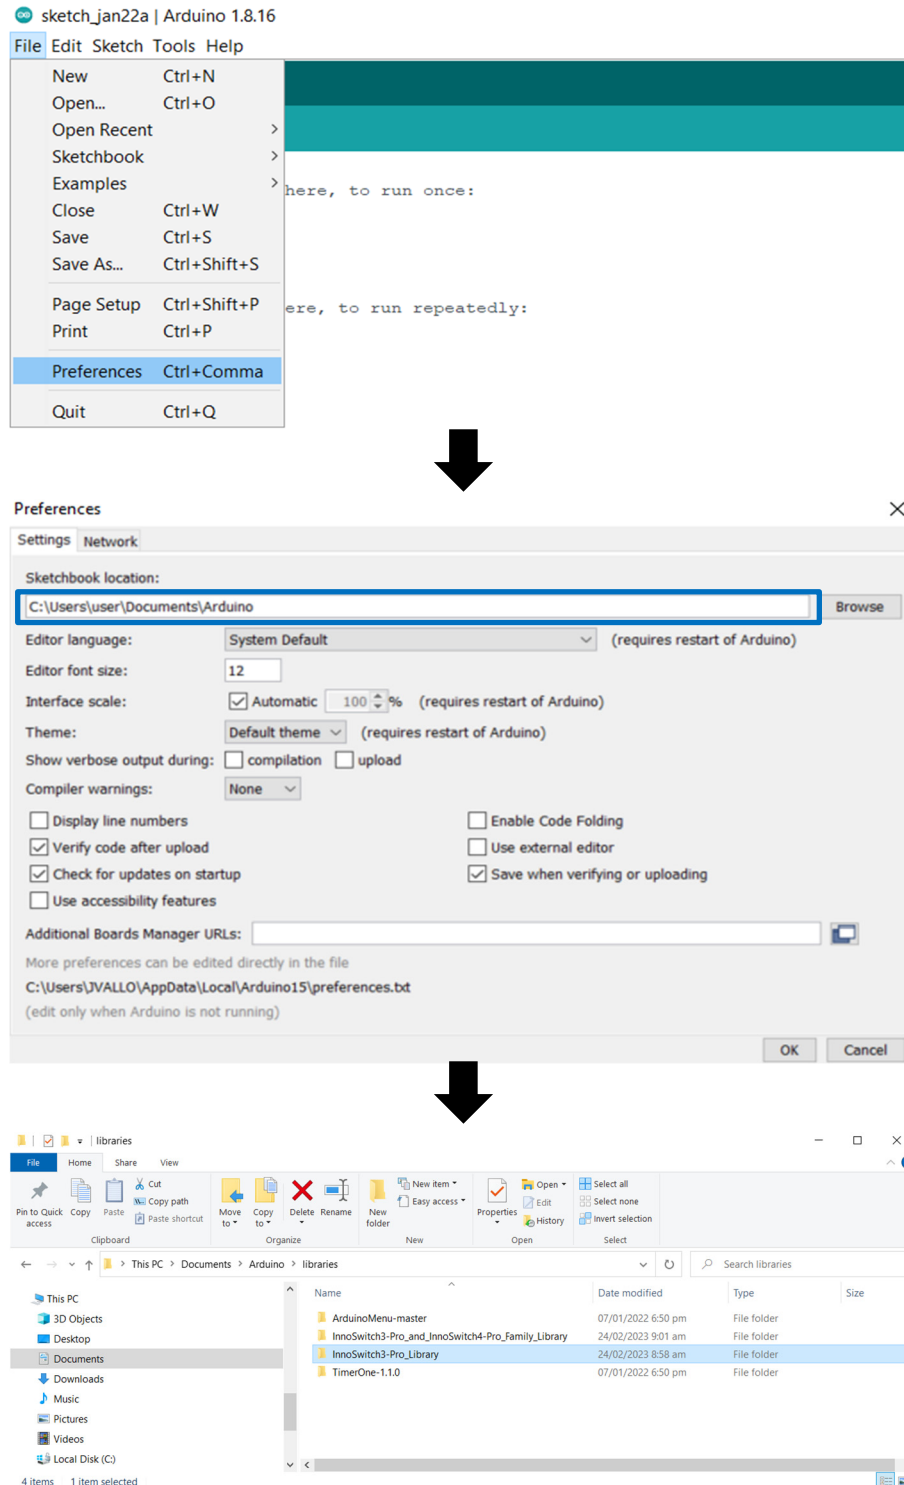 sketch_jan22a | Arduino 1.8.16
File Edit Sketch Tools Help
New Ctrl+N
Open... Ctrl+O
Open Recent
Sketchbook
Examples
here, to run once:
Close Ctrl+W
Save Ctrl+S
Save As... Ctrl+Shift+S
Page Setup Ctrl+Shift+P
ere, to run repeatedly:
Print Ctrl+P
Preferences Ctrl+Comma
Quit Ctrl+Q
Preferences
Settings Network
Sketchbook location:
C:\Users\user\Documents\Arduino Browse
Editor language: System Default (requires restart of Arduino)
Editor font size: 12
Interface scale: Automatic 100 % (requires restart of Arduino)
Theme: Default theme (requires restart of Arduino)
Show verbose output during: compilation upload
Compiler warnings: None
Display line numbers Enable Code Folding
Verify code after upload Use external editor
Check for updates on startup Save when verifying or uploading
Use accessibility features
Additional Boards Manager URLs:
More preferences can be edited directly in the file
C:\Users\JVALLO\AppData\Local\Arduino15\preferences.txt
(edit only when Arduino is not running)
OK Cancel
libraries
File Home Share View
Pin to Quick access Copy Paste Cut Copy path Paste shortcut Move to Copy to Delete Rename New folder New item Easy access Properties Open Edit History Select all Select none Invert selection
Clipboard Organize New Open Select
This PC > Documents > Arduino > libraries Search libraries
Name Date modified Type Size
This PC
3D Objects
Desktop
Documents
Downloads
Music
Pictures
Videos
Local Disk (C:)
ArduinoMenu-master 07/01/2022 6:50 pm File folder
InnoSwitch3-Pro_and_InnoSwitch4-Pro_Family_Library 24/02/2023 9:01 am File folder
InnoSwitch3-Pro_Library 24/02/2023 8:58 am File folder
TimerOne-1.1.0 07/01/2022 6:50 pm File folder
4 items 1 item selected